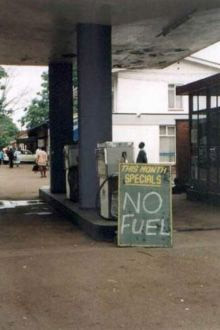 THIS MONTH
SPECIALS
NO
FUEL